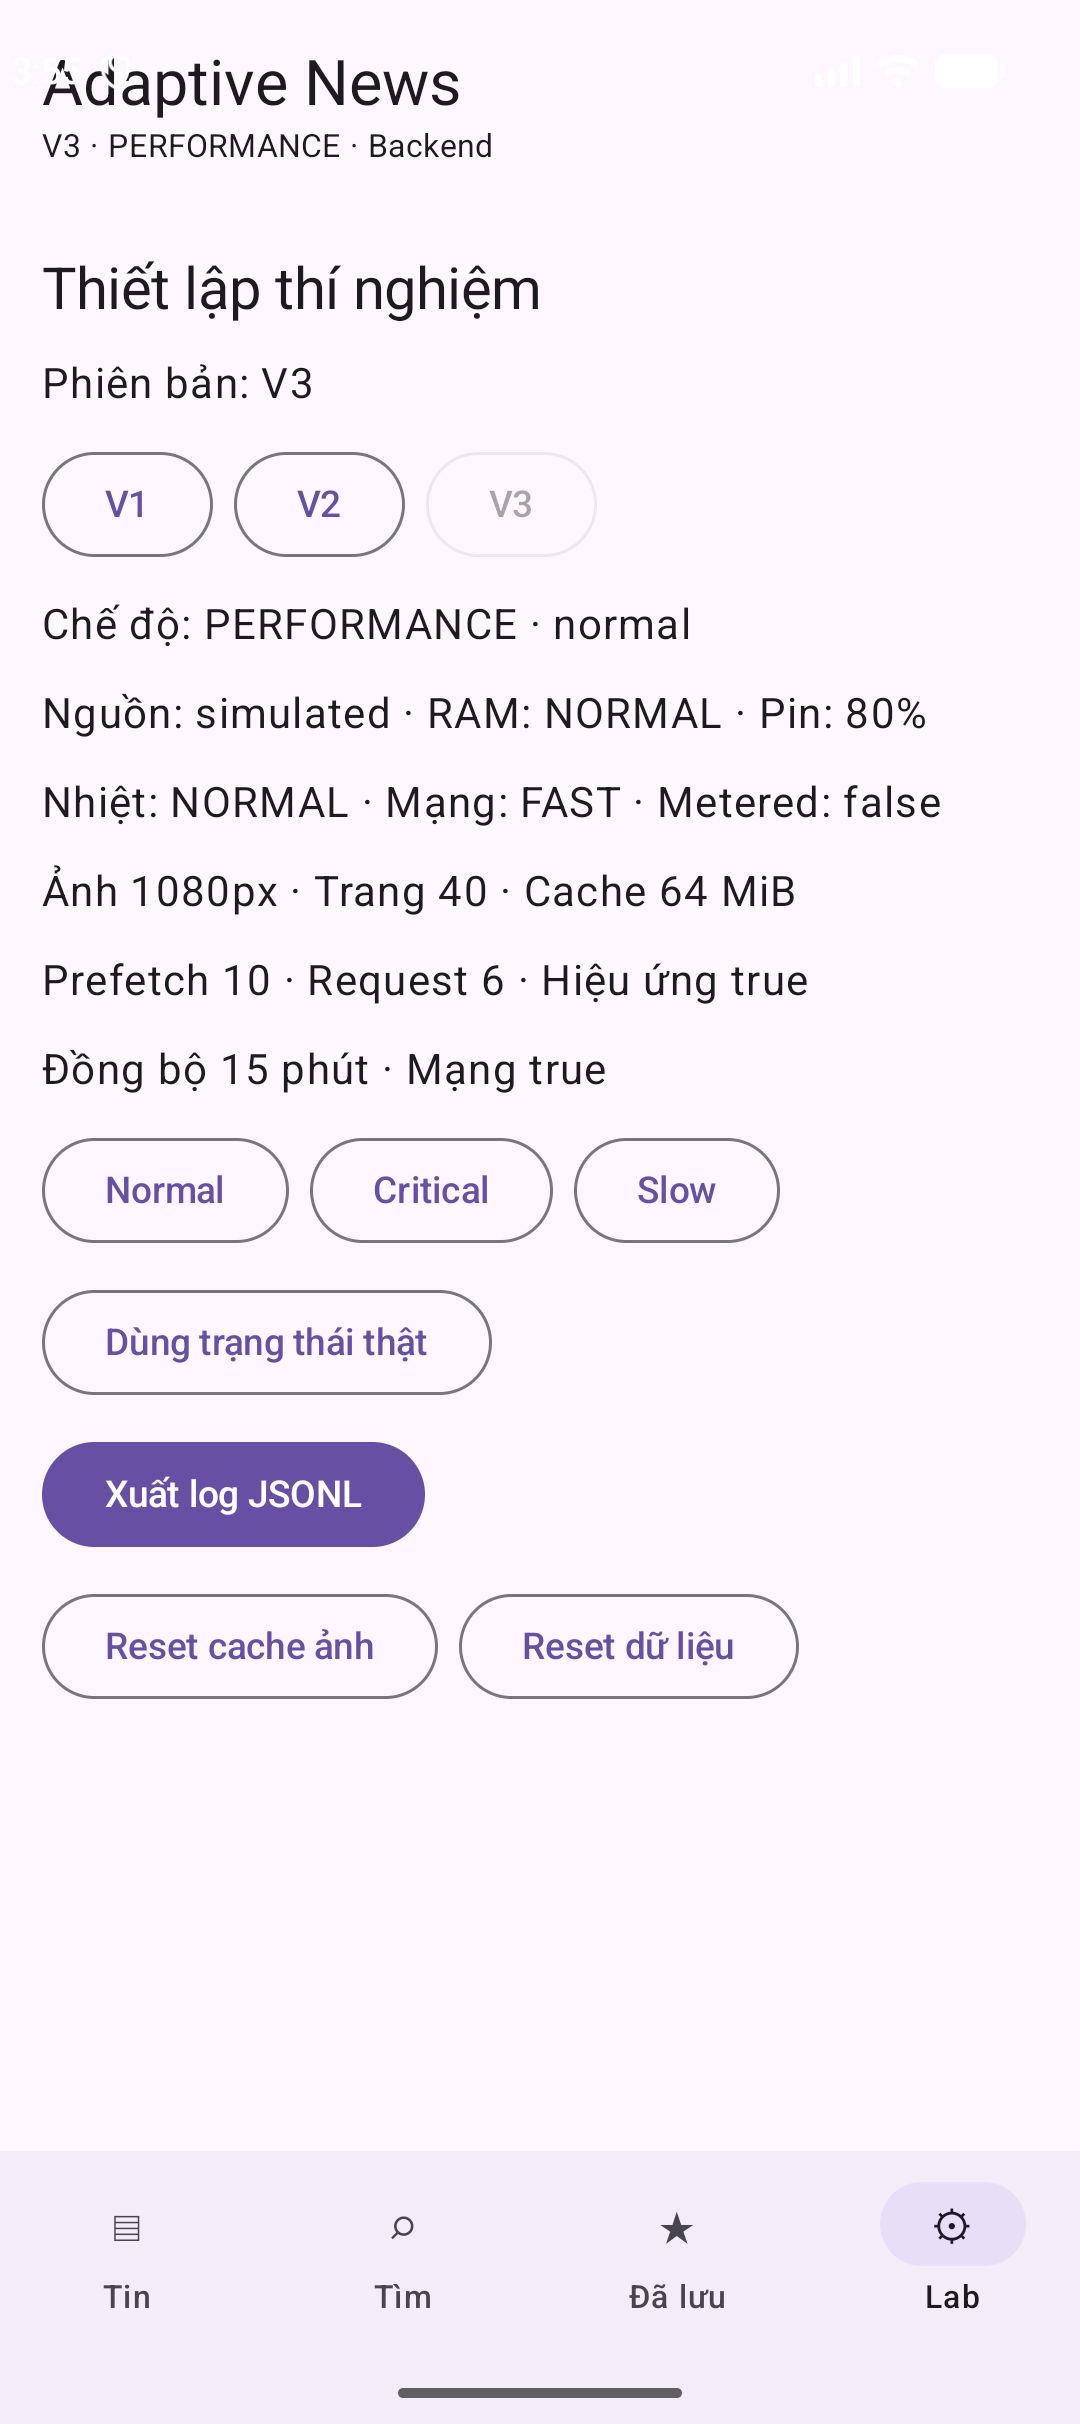 Adaptive News
V3 · PERFORMANCE · Backend
Thiết lập thí nghiệm
Phiên bản: V3
V1 V2 V3
Chế độ: PERFORMANCE · normal
Nguồn: simulated · RAM: NORMAL · Pin: 80%
Nhiệt: NORMAL · Mạng: FAST · Metered: false
Ảnh 1080px · Trang 40 · Cache 64 MiB
Prefetch 10 · Request 6 · Hiệu ứng true
Đồng bộ 15 phút · Mạng true
Normal Critical Slow
Dùng trạng thái thật
Xuất log JSONL
Reset cache ảnh Reset dữ liệu
Tin Tìm Đã lưu Lab